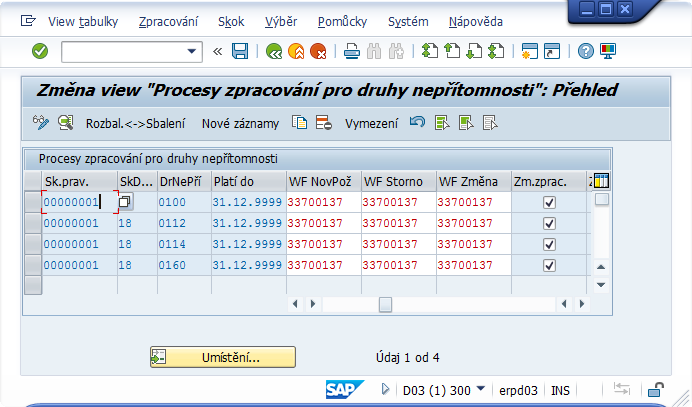 View tabulky Zpracování Skok Výběr Pomůcky Systém Nápověda
«
Změna view "Procesy zpracování pro druhy nepřítomnosti": Přehled
Rozbal.<->Sbalení Nové záznamy Vymezení
Procesy zpracování pro druhy nepřítomnosti
Sk.prav. SkD... DrNePří Platí do WF NovPož WF Storno WF Změna Zm.zprac.
00000001 0100 31.12.9999 33700137 33700137 33700137
00000001 18 0112 31.12.9999 33700137 33700137 33700137
00000001 18 0114 31.12.9999 33700137 33700137 33700137
00000001 18 0160 31.12.9999 33700137 33700137 33700137
Umístění... Údaj 1 od 4
SAP D03 (1) 300 erpd03 INS